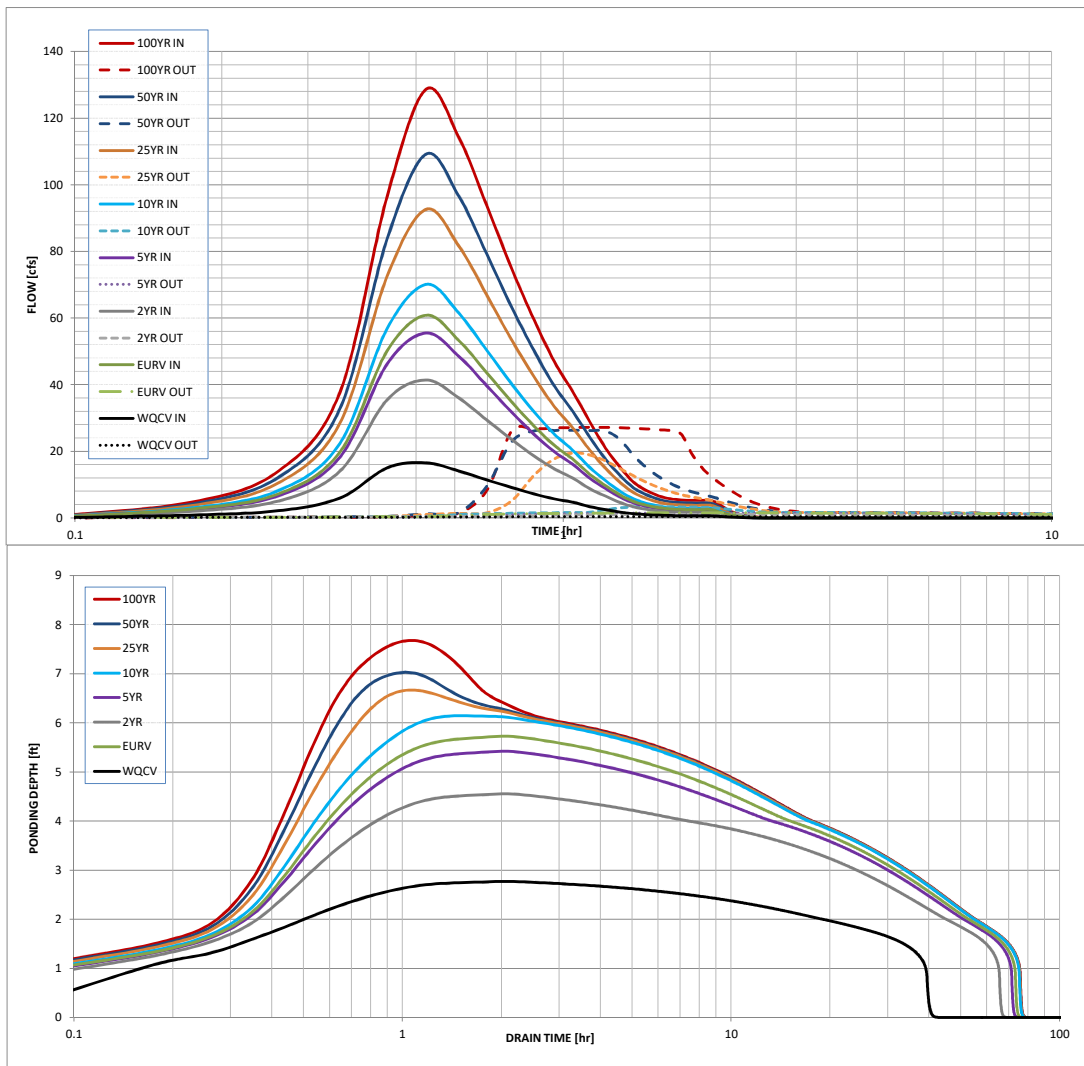 100YR IN
100YR OUT
50YR IN
50YR OUT
25YR IN
25YR OUT
10YR IN
10YR OUT
5YR IN
5YR OUT
2YR IN
2YR OUT
EURV IN
EURV OUT
WQCV IN
WQCV OUT
FLOW [cfs]
140
120
100
80
60
40
20
0
0.1
1
10
TIME [hr]
100YR
50YR
25YR
10YR
5YR
2YR
EURV
WQCV
PONDING DEPTH [ft]
9
8
7
6
5
4
3
2
1
0
0.1
1
10
100
DRAIN TIME [hr]